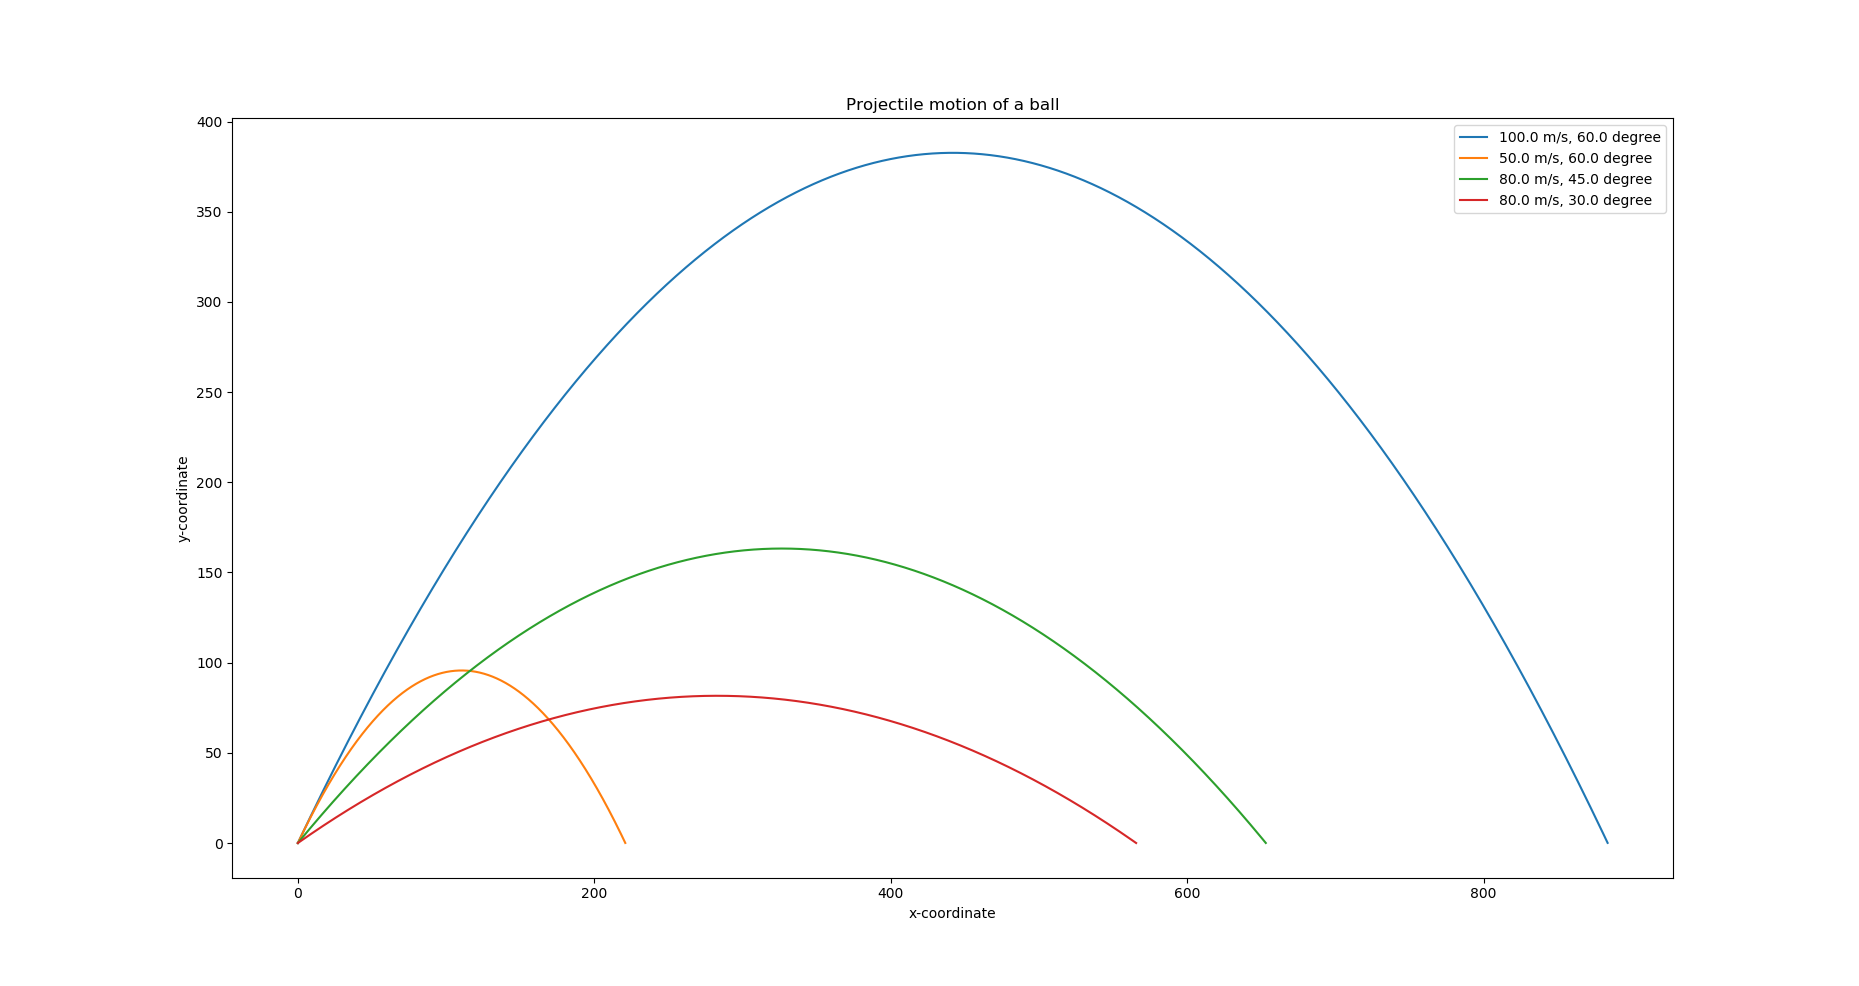 Projectile motion of a ball
100.0 m/s, 60.0 degree
50.0 m/s, 60.0 degree
80.0 m/s, 45.0 degree
80.0 m/s, 30.0 degree
400
350
300
250
200
150
100
50
0
y-coordinate
0 200 400 600 800
x-coordinate